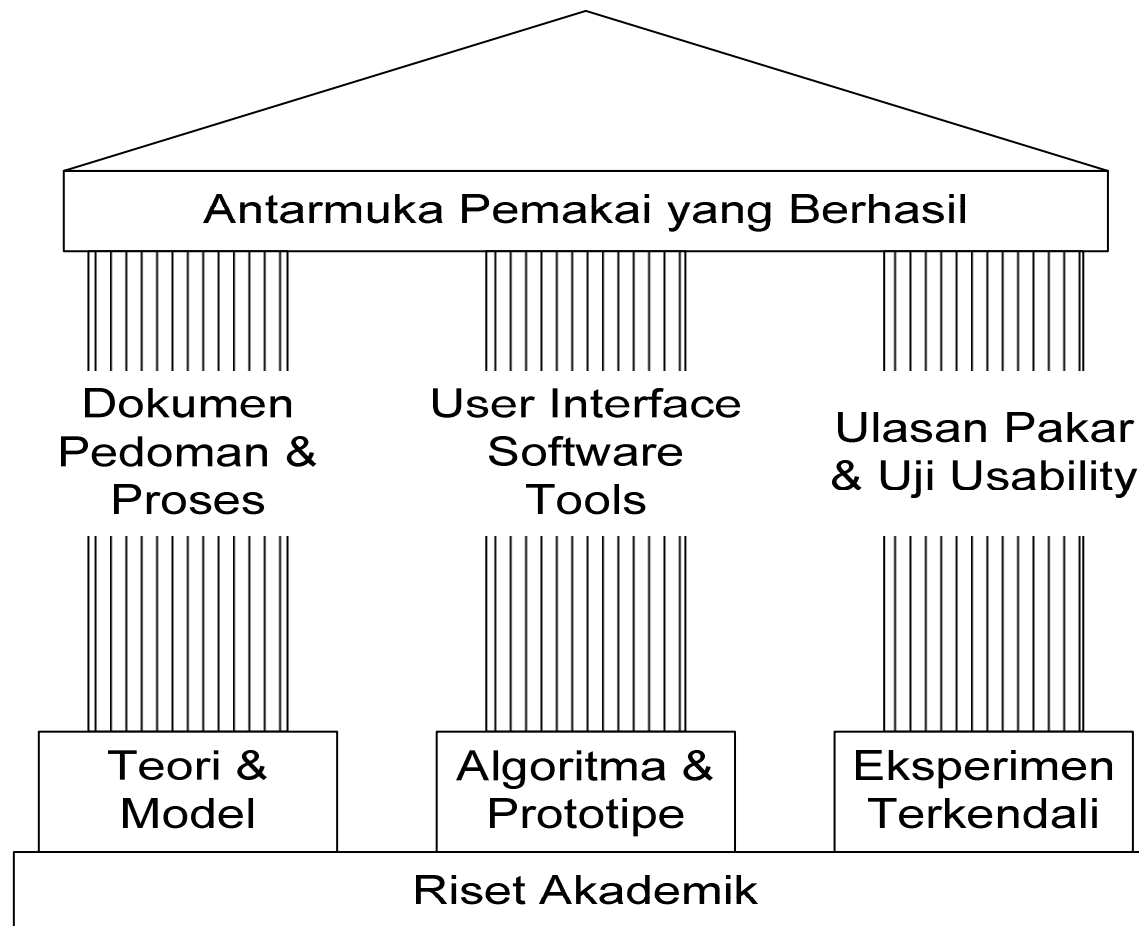 Antarmuka Pemakai yang Berhasil
Dokumen
Pedoman &
Proses
User Interface
Software
Tools
Ulasan Pakar
& Uji Usability
Teori &
Model
Algoritma &
Prototipe
Eksperimen
Terkendali
Riset Akademik